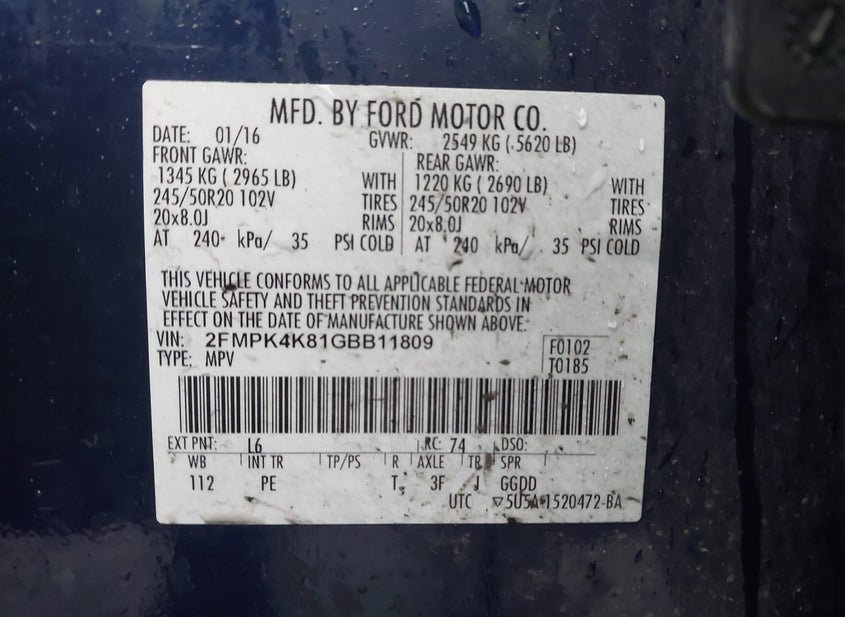 MFD. BY FORD MOTOR CO.
DATE: 01/16 GVWR: 2549 KG ( 5620 LB)
FRONT GAWR: REAR GAWR:
1345 KG ( 2965 LB) WITH 1220 KG ( 2690 LB) WITH
245/50R20 102V TIRES 245/50R20 102V TIRES
20x8.0J RIMS 20x8.0J RIMS
AT 240 kPa/ 35 PSI COLD AT 240 kPa/ 35 PSI COLD
THIS VEHICLE CONFORMS TO ALL APPLICABLE FEDERAL MOTOR
VEHICLE SAFETY AND THEFT PREVENTION STANDARDS IN
EFFECT ON THE DATE OF MANUFACTURE SHOWN ABOVE.
VIN: 2FMPK4K81GBB11809 F0102
TYPE: MPV T0185
EXT PNT: L6 RC: 74 DSO:
WB INT TR TP/PS R AXLE TR SPR
112 PE T 3F J GGDD
UTC ▽5U5A-1520472-BA